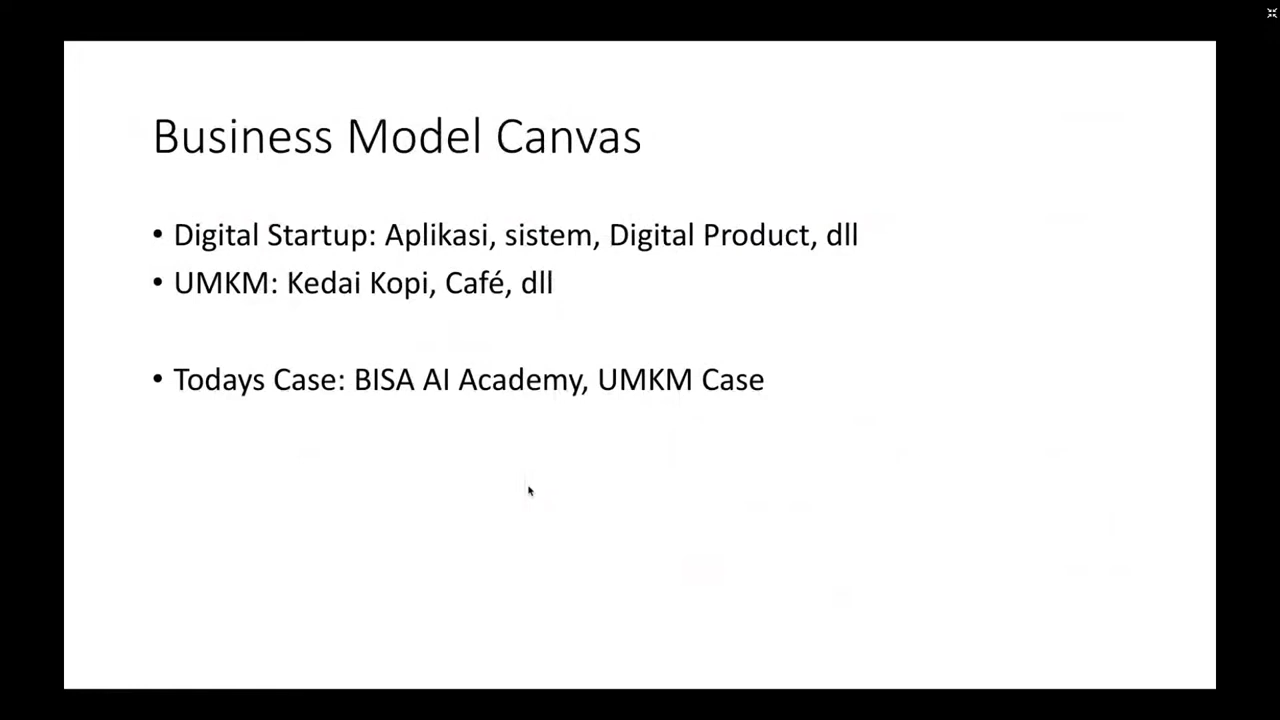 Business Model Canvas
• Digital Startup: Aplikasi, sistem, Digital Product, dll
• UMKM: Kedai Kopi, Café, dll
• Todays Case: BISA AI Academy, UMKM Case